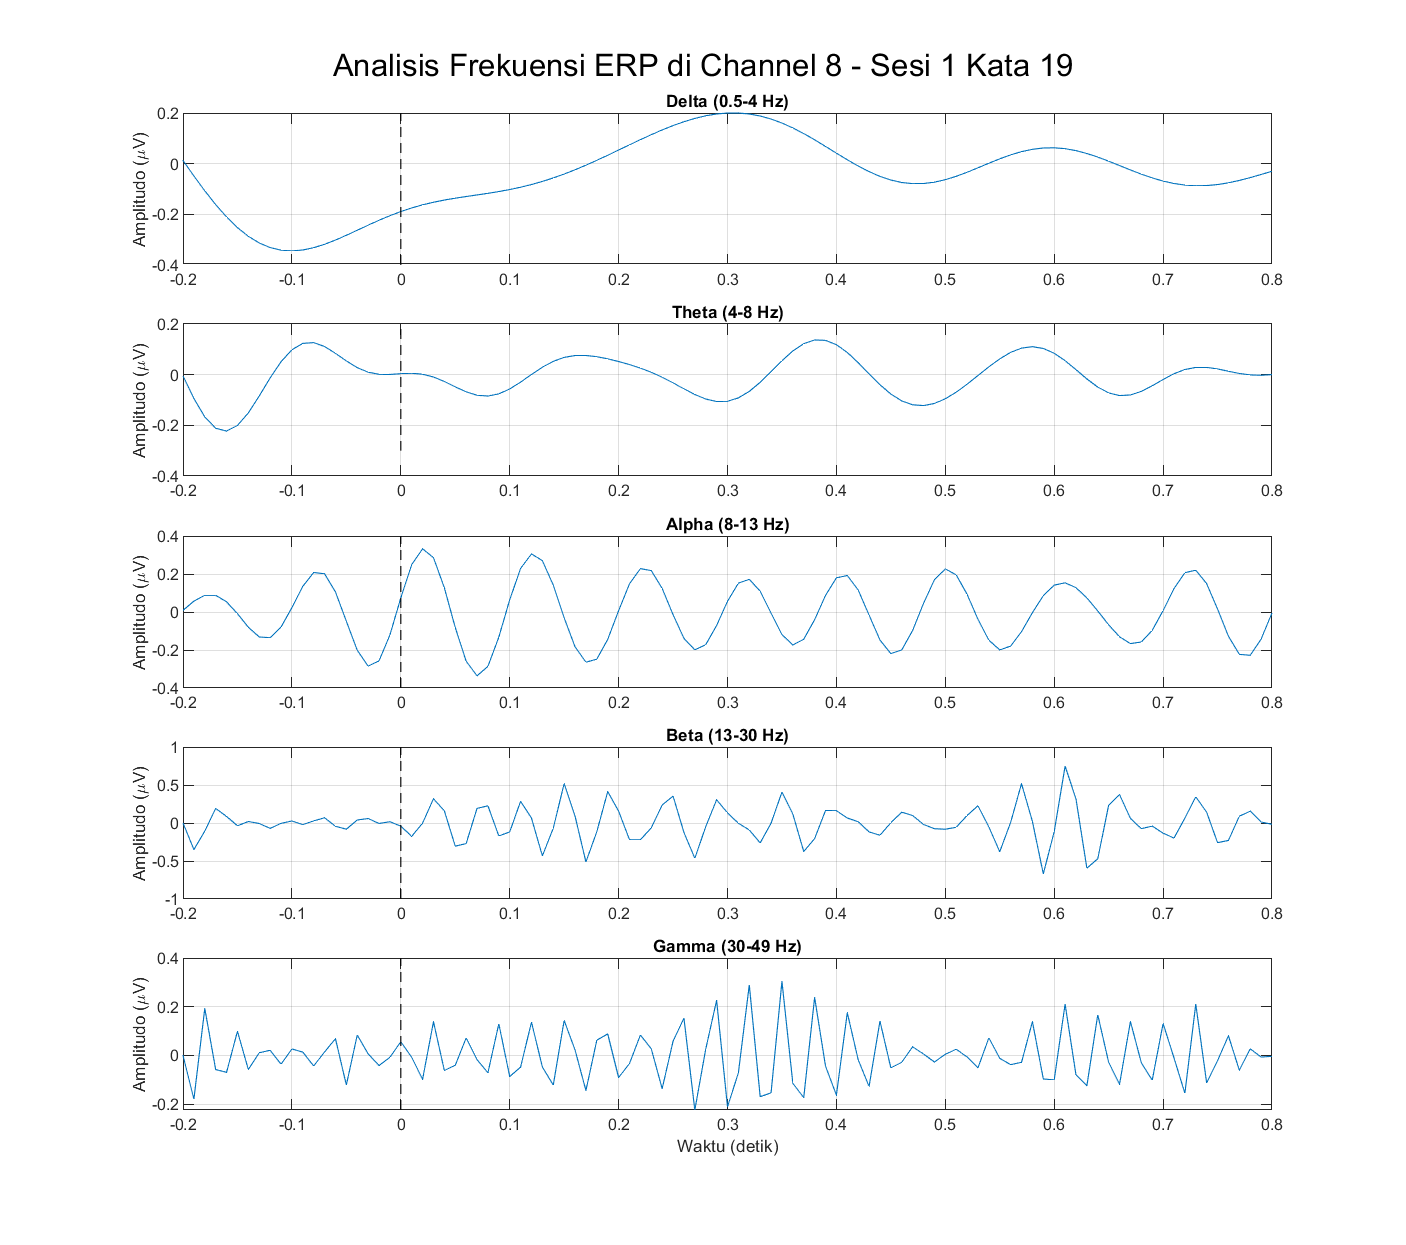 Analisis Frekuensi ERP di Channel 8 - Sesi 1 Kata 19
Delta (0.5-4 Hz)
Amplitudo (μV)
0.2
0
-0.2
-0.4
-0.2 -0.1 0 0.1 0.2 0.3 0.4 0.5 0.6 0.7 0.8
Theta (4-8 Hz)
Amplitudo (μV)
0.2
0
-0.2
-0.4
-0.2 -0.1 0 0.1 0.2 0.3 0.4 0.5 0.6 0.7 0.8
Alpha (8-13 Hz)
Amplitudo (μV)
0.4
0.2
0
-0.2
-0.4
-0.2 -0.1 0 0.1 0.2 0.3 0.4 0.5 0.6 0.7 0.8
Beta (13-30 Hz)
Amplitudo (μV)
1
0.5
0
-0.5
-1
-0.2 -0.1 0 0.1 0.2 0.3 0.4 0.5 0.6 0.7 0.8
Gamma (30-49 Hz)
Amplitudo (μV)
0.4
0.2
0
-0.2
-0.2 -0.1 0 0.1 0.2 0.3 0.4 0.5 0.6 0.7 0.8
Waktu (detik)